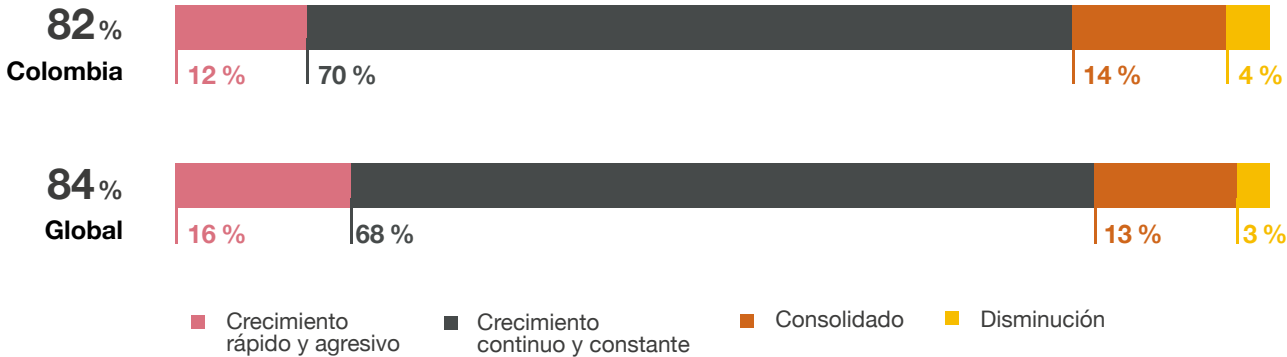 82 %
Colombia
12 %
70 %
14 %
4 %
84 %
Global
16 %
68 %
13 %
3 %
Crecimiento
rápido y agresivo
Crecimiento
continuo y constante
Consolidado
Disminución